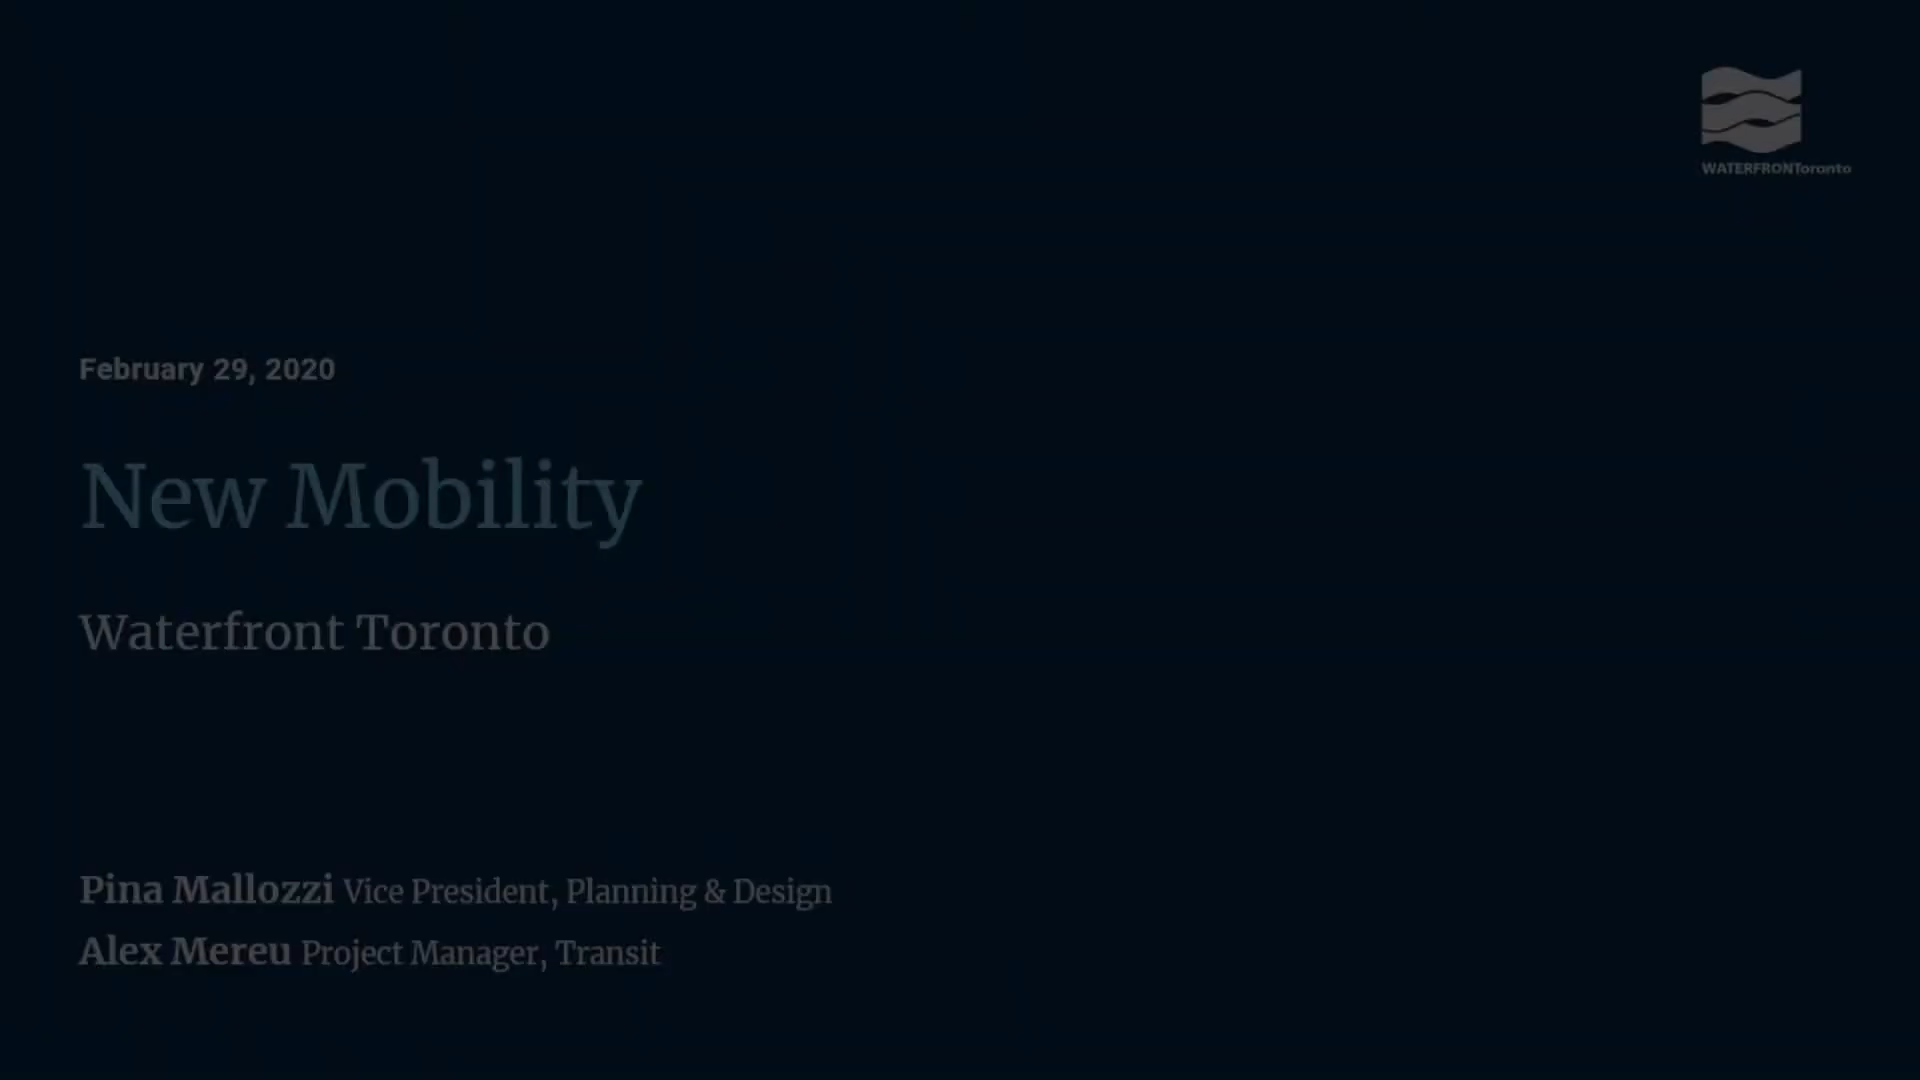 WATERFRONToronto
February 29, 2020
New Mobility
Waterfront Toronto
Pina Mallozzi Vice President, Planning & Design
Alex Mereu Project Manager, Transit